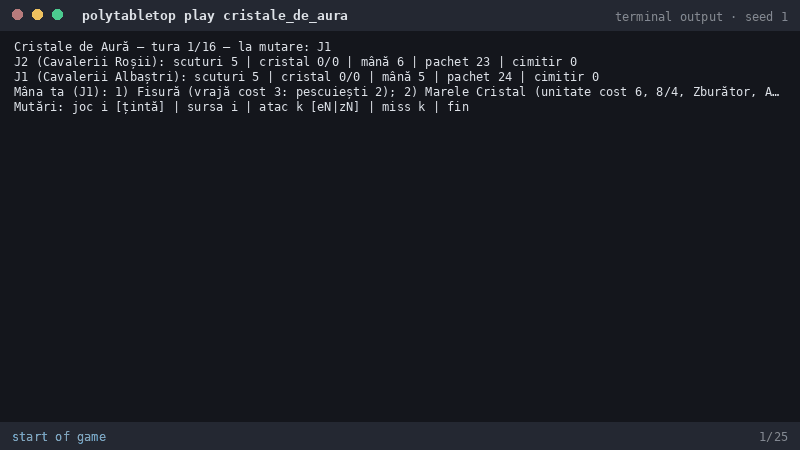 polytabletop play cristale_de_aura
terminal output · seed 1
Cristale de Aură — tura 1/16 — la mutare: J1
J2 (Cavalerii Roșii): scuturi 5 | cristal 0/0 | mână 6 | pachet 23 | cimitir 0
J1 (Cavalerii Albaștri): scuturi 5 | cristal 0/0 | mână 5 | pachet 24 | cimitir 0
Mâna ta (J1): 1) Fisură (vrajă cost 3: pescuiești 2); 2) Marele Cristal (unitate cost 6, 8/4, Zburător, A…
Mutări: joc i [țintă] | sursa i | atac k [eN|zN] | miss k | fin
start of game
1/25